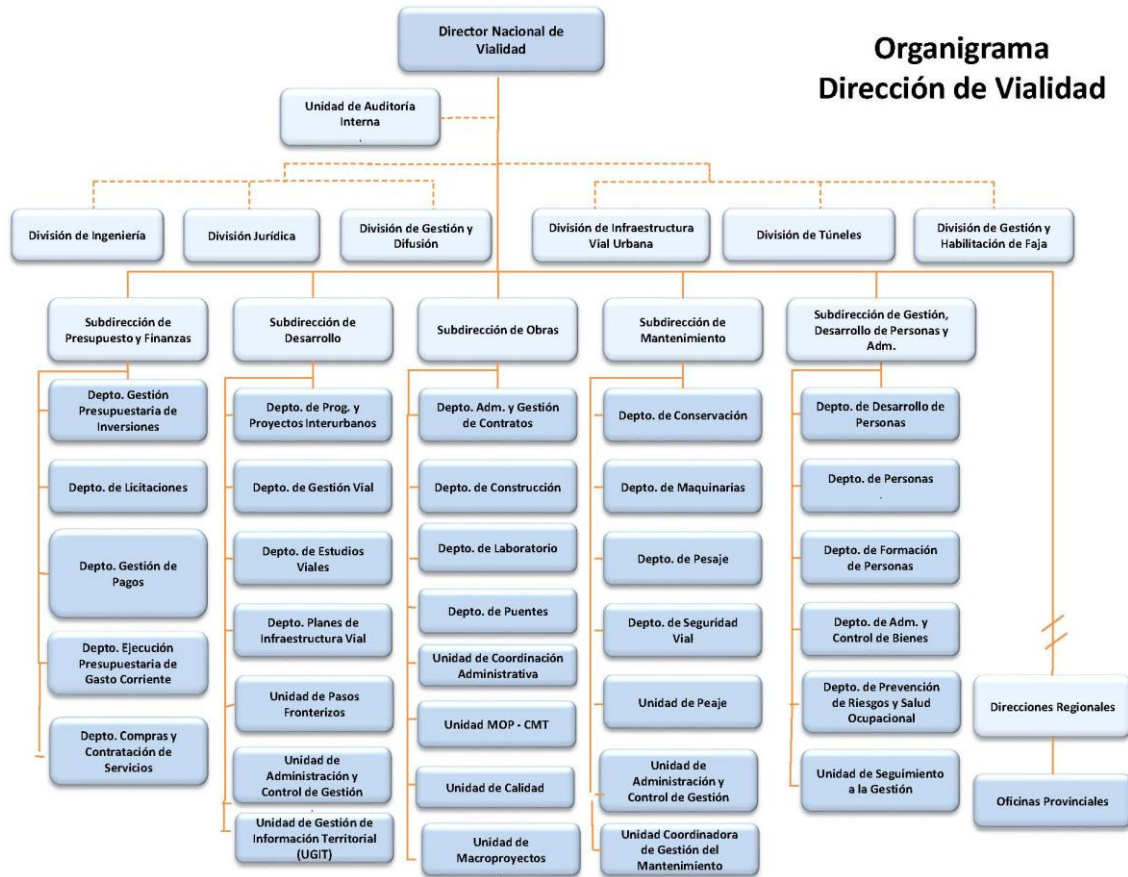 Director Nacional de
Vialidad
Organigrama
Dirección de Vialidad
Unidad de Auditoría
Interna
.
División de Ingeniería
División Jurídica
División de Gestión y
Difusión
División de Infraestructura
Vial Urbana
División de Túneles
División de Gestión y
Habilitación de Faja
Subdirección de
Presupuesto y Finanzas
Subdirección de
Desarrollo
Subdirección de Obras
Subdirección de
Mantenimiento
Subdirección de Gestión,
Desarrollo de Personas y
Adm.
Depto. Gestión
Presupuestaria de
Inversiones
Depto. de Licitaciones
Depto. Gestión de
Pagos
Depto. Ejecución
Presupuestaria de
Gasto Corriente
Depto. Compras y
Contratación de
Servicios
Depto. de Prog. y
Proyectos Interurbanos
Depto. de Gestión Vial
Depto. de Estudios
Viales
Depto. Planes de
Infraestructura Vial
Unidad de Pasos
Fronterizos
Unidad de
Administración y
Control de Gestión
.
Unidad de Gestión de
Información Territorial
(UGIT)
Depto. Adm. y Gestión
de Contratos
Depto. de Construcción
Depto. de Laboratorio
Depto. de Puentes
Unidad de Coordinación
Administrativa
Unidad MOP - CMT
Unidad de Calidad
Unidad de
Macroproyectos
Depto. de Conservación
Depto. de Maquinarias
Depto. de Pesaje
Depto. de Seguridad
Vial
Unidad de Peaje
Unidad de
Administración y
Control de Gestión
Unidad Coordinadora
de Gestión del
Mantenimiento
Depto. de Desarrollo de
Personas
Depto. de Personas
.
Depto. de Formación
de Personas
Depto. de Adm. y
Control de Bienes
Depto. de Prevención
de Riesgos y Salud
Ocupacional
Unidad de Seguimiento
a la Gestión
Direcciones Regionales
Oficinas Provinciales